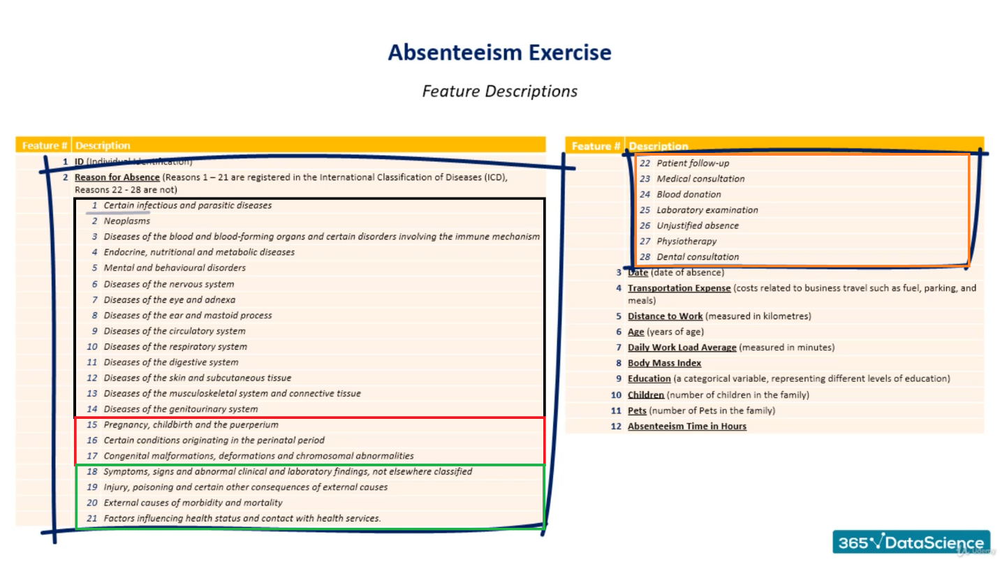 Absenteeism Exercise
Feature Descriptions
Feature # Description
1 ID (Individual Identification)
2 Reason for Absence (Reasons 1 – 21 are registered in the International Classification of Diseases (ICD),
Reasons 22 - 28 are not)
1 Certain infectious and parasitic diseases
2 Neoplasms
3 Diseases of the blood and blood-forming organs and certain disorders involving the immune mechanism
4 Endocrine, nutritional and metabolic diseases
5 Mental and behavioural disorders
6 Diseases of the nervous system
7 Diseases of the eye and adnexa
8 Diseases of the ear and mastoid process
9 Diseases of the circulatory system
10 Diseases of the respiratory system
11 Diseases of the digestive system
12 Diseases of the skin and subcutaneous tissue
13 Diseases of the musculoskeletal system and connective tissue
14 Diseases of the genitourinary system
15 Pregnancy, childbirth and the puerperium
16 Certain conditions originating in the perinatal period
17 Congenital malformations, deformations and chromosomal abnormalities
18 Symptoms, signs and abnormal clinical and laboratory findings, not elsewhere classified
19 Injury, poisoning and certain other consequences of external causes
20 External causes of morbidity and mortality
21 Factors influencing health status and contact with health services.
Feature # Description
22 Patient follow-up
23 Medical consultation
24 Blood donation
25 Laboratory examination
26 Unjustified absence
27 Physiotherapy
28 Dental consultation
3 Date (date of absence)
4 Transportation Expense (costs related to business travel such as fuel, parking, and
meals)
5 Distance to Work (measured in kilometres)
6 Age (years of age)
7 Daily Work Load Average (measured in minutes)
8 Body Mass Index
9 Education (a categorical variable, representing different levels of education)
10 Children (number of children in the family)
11 Pets (number of Pets in the family)
12 Absenteeism Time in Hours
365 DataScience
Udemy